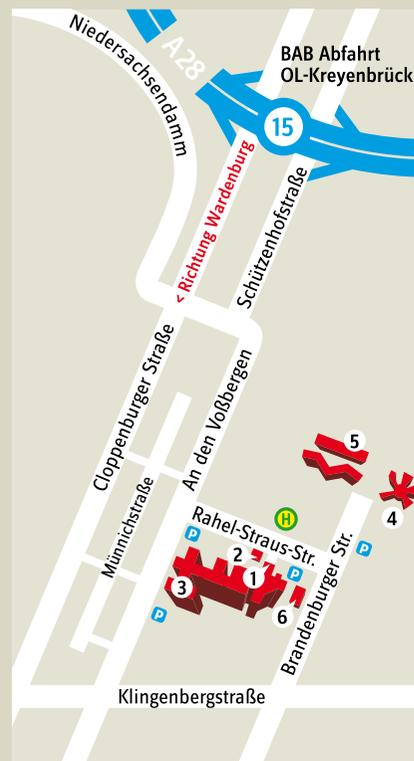 Niedersachsendamm
A28
BAB Abfahrt
OL-Kreyenbrück
15
< Richtung Wardenburg
Schützenhofstraße
Cloppenburger Straße
An den Voßbergen
Münnichstraße
5
4
H
Rahel-Straus-Str.
P
2
1
P
P
3
6
P
Brandenburger Str.
Klingenbergstraße